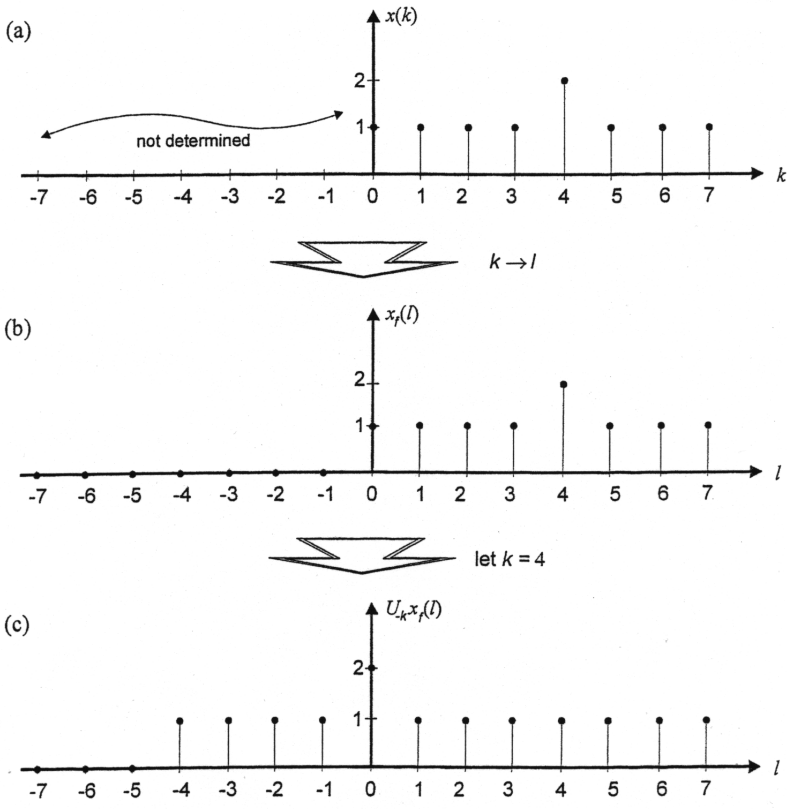 (a)
x(k)
2
1
not determined
-7 -6 -5 -4 -3 -2 -1 0 1 2 3 4 5 6 7 k
k → l
(b)
x_f(l)
2
1
-7 -6 -5 -4 -3 -2 -1 0 1 2 3 4 5 6 7 l
let k = 4
(c)
U_-k x_f(l)
2
1
-7 -6 -5 -4 -3 -2 -1 0 1 2 3 4 5 6 7 l